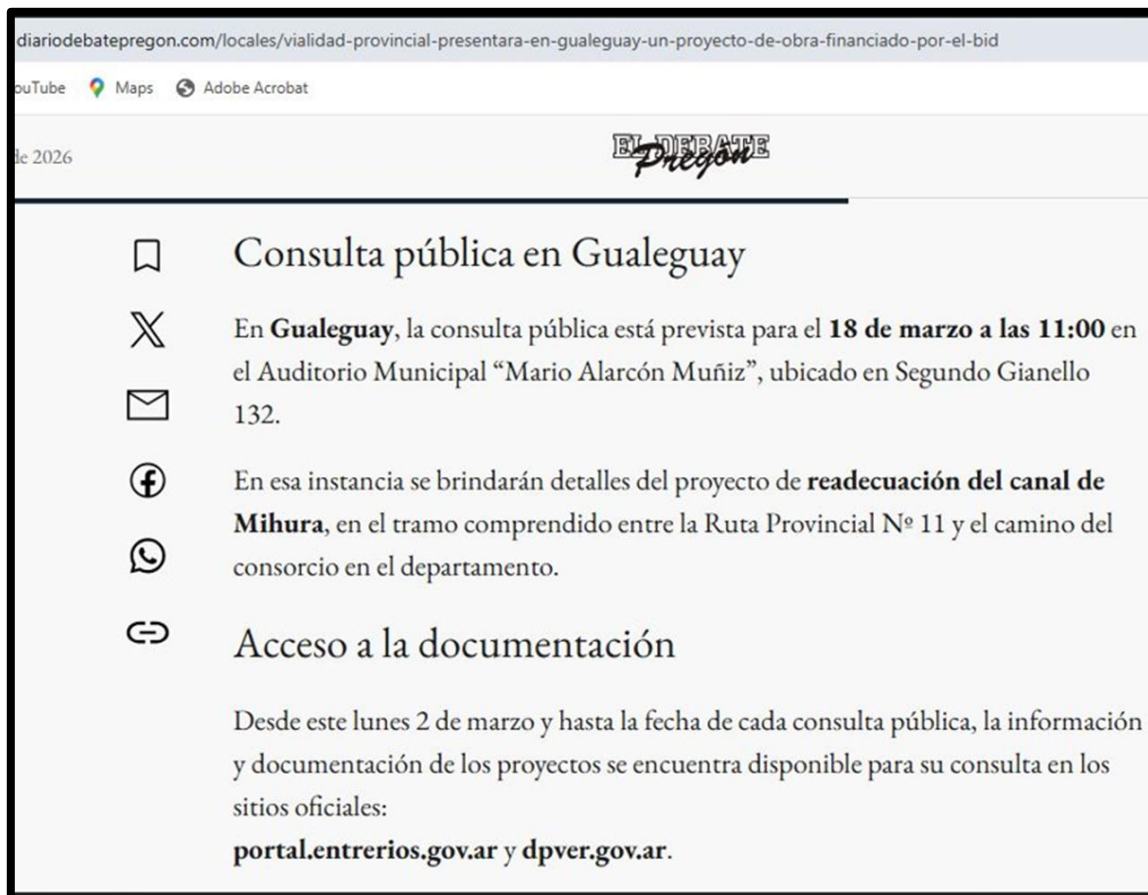 diariodebatepregon.com/locales/vialidad-provincial-presentara-en-gualeguay-un-proyecto-de-obra-financiado-por-el-bid
ouTube Maps Adobe Acrobat
de 2026
EL DEBATE
Pregón
Consulta pública en Gualeguay
En Gualeguay, la consulta pública está prevista para el 18 de marzo a las 11:00 en
el Auditorio Municipal “Mario Alarcón Muñiz”, ubicado en Segundo Gianello
132.
En esa instancia se brindarán detalles del proyecto de readecuación del canal de
Mihura, en el tramo comprendido entre la Ruta Provincial Nº 11 y el camino del
consorcio en el departamento.
Acceso a la documentación
Desde este lunes 2 de marzo y hasta la fecha de cada consulta pública, la información
y documentación de los proyectos se encuentra disponible para su consulta en los
sitios oficiales:
portal.entrerios.gov.ar y dpver.gov.ar.